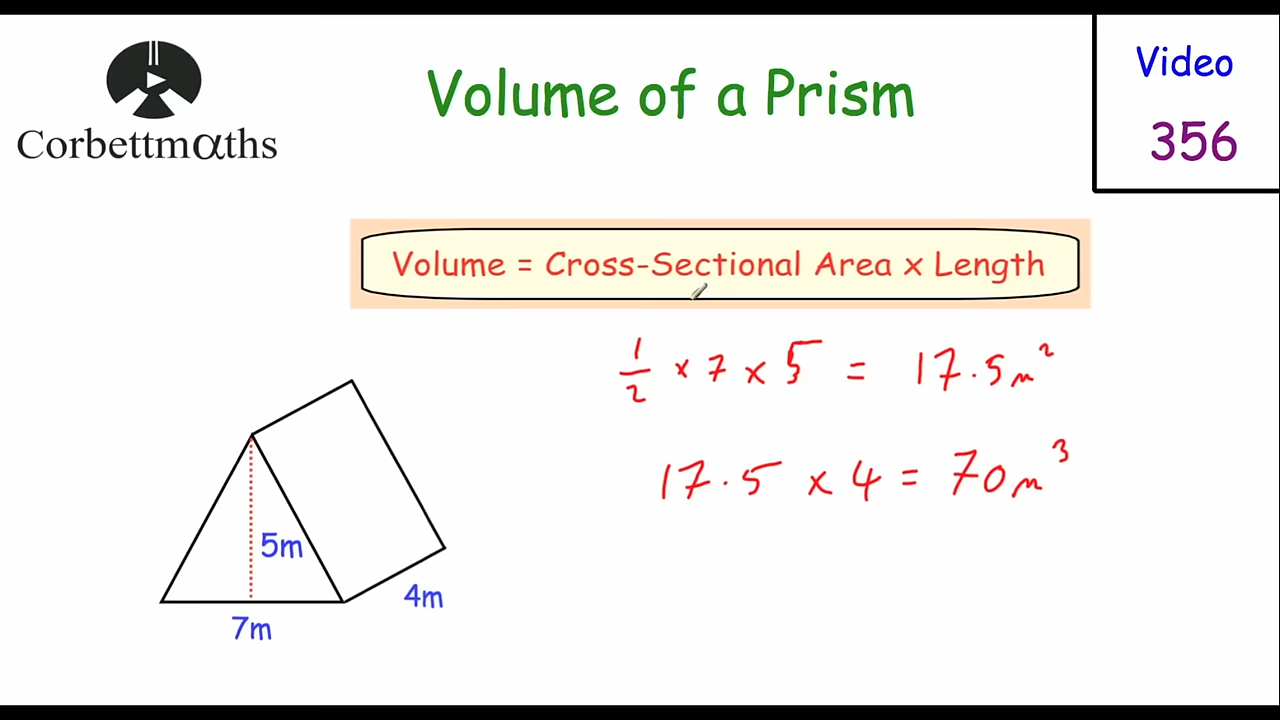 Corbettmαths
Volume of a Prism
Video
356
Volume = Cross-Sectional Area x Length
1/2 × 7 × 5 = 17.5m²
17.5 × 4 = 70m³
5m
4m
7m